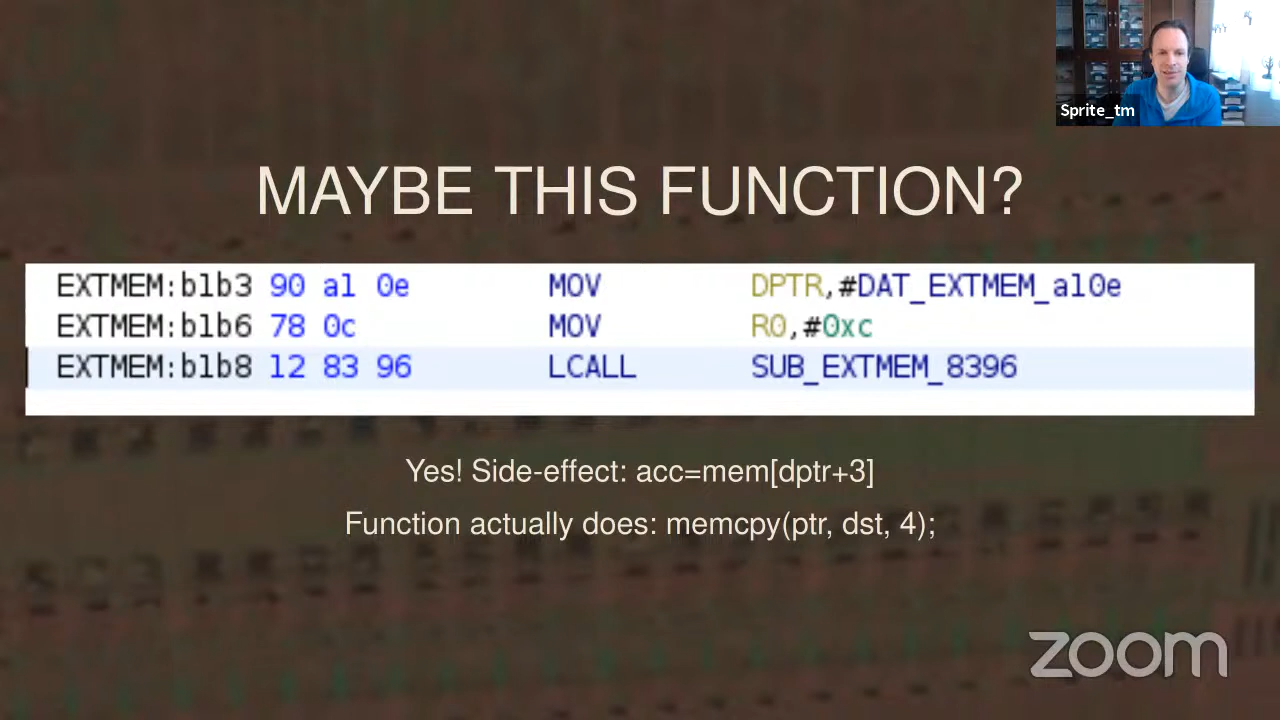 Sprite_tm
MAYBE THIS FUNCTION?
EXTMEM:b1b3 90 a1 0e MOV DPTR,#DAT_EXTMEM_a10e
EXTMEM:b1b6 78 0c MOV R0,#0xc
EXTMEM:b1b8 12 83 96 LCALL SUB_EXTMEM_8396
Yes! Side-effect: acc=mem[dptr+3]
Function actually does: memcpy(ptr, dst, 4);
zoom